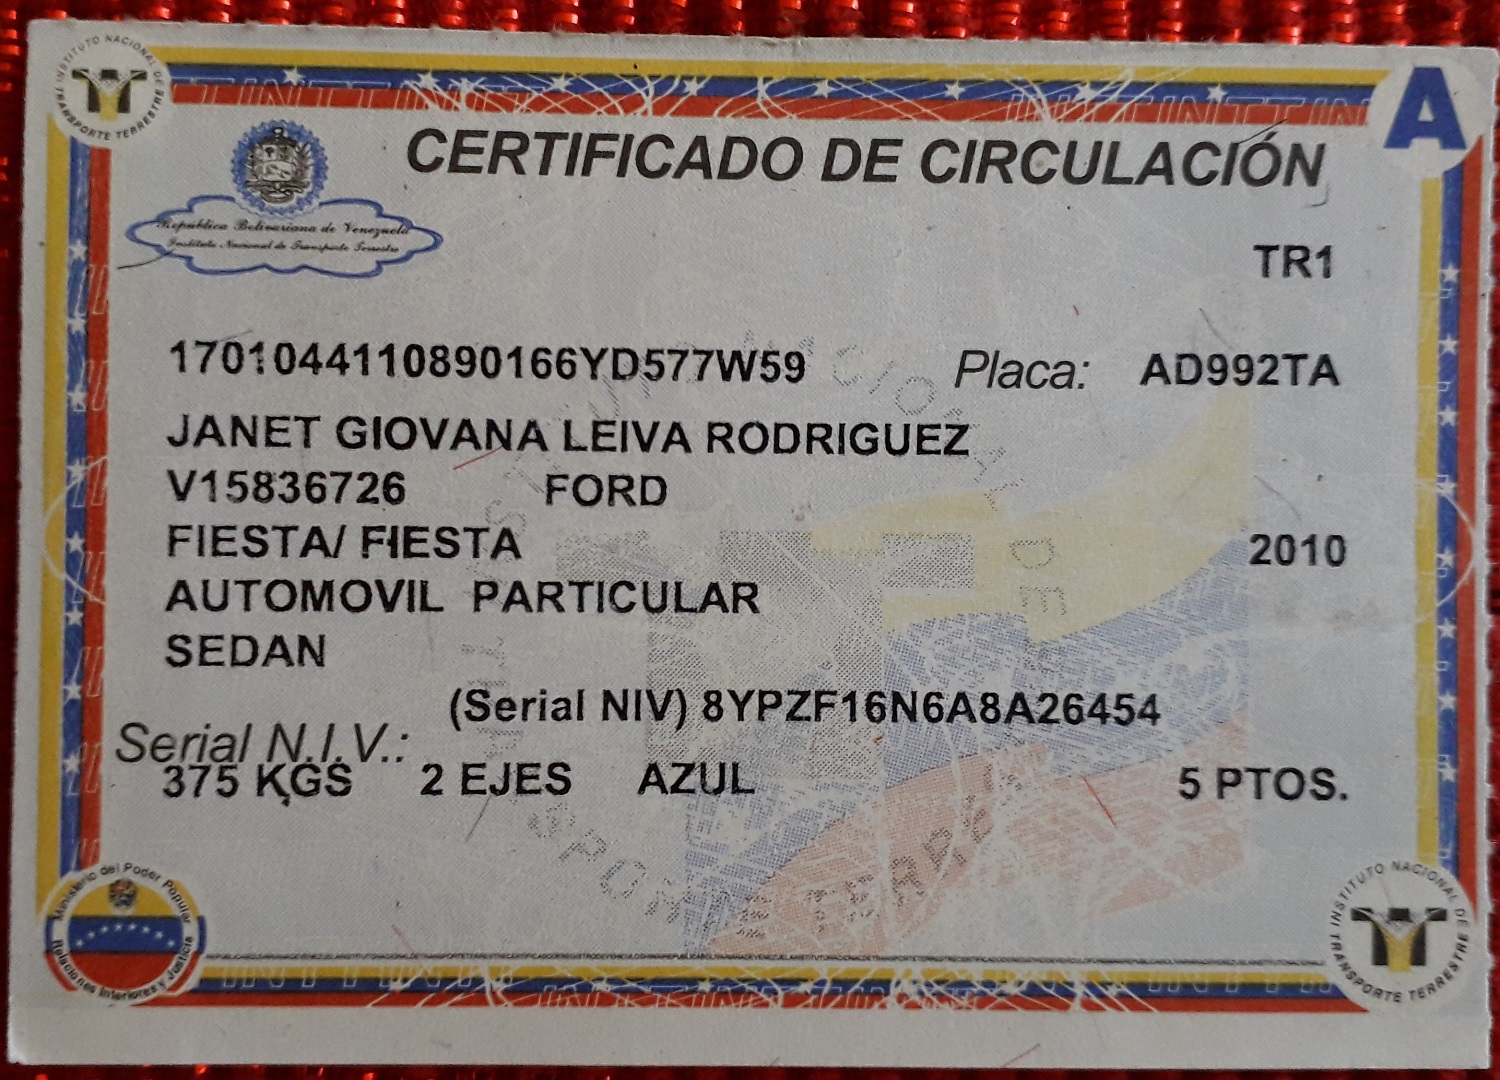 INSTITUTO NACIONAL DE TRANSPORTE TERRESTRE
A
CERTIFICADO DE CIRCULACIÓN
República Bolivariana de Venezuela
Instituto Nacional de Transporte Terrestre
TR1
1701044110890166YD577W59 Placa: AD992TA
JANET GIOVANA LEIVA RODRIGUEZ
V15836726 FORD
FIESTA/ FIESTA 2010
AUTOMOVIL PARTICULAR
SEDAN
(Serial NIV) 8YPZF16N6A8A26454
Serial N.I.V.:
375 KGS 2 EJES AZUL 5 PTOS.
Ministerio del Poder Popular
Relaciones Interiores y Justicia
INSTITUTO NACIONAL DE TRANSPORTE TERRESTRE